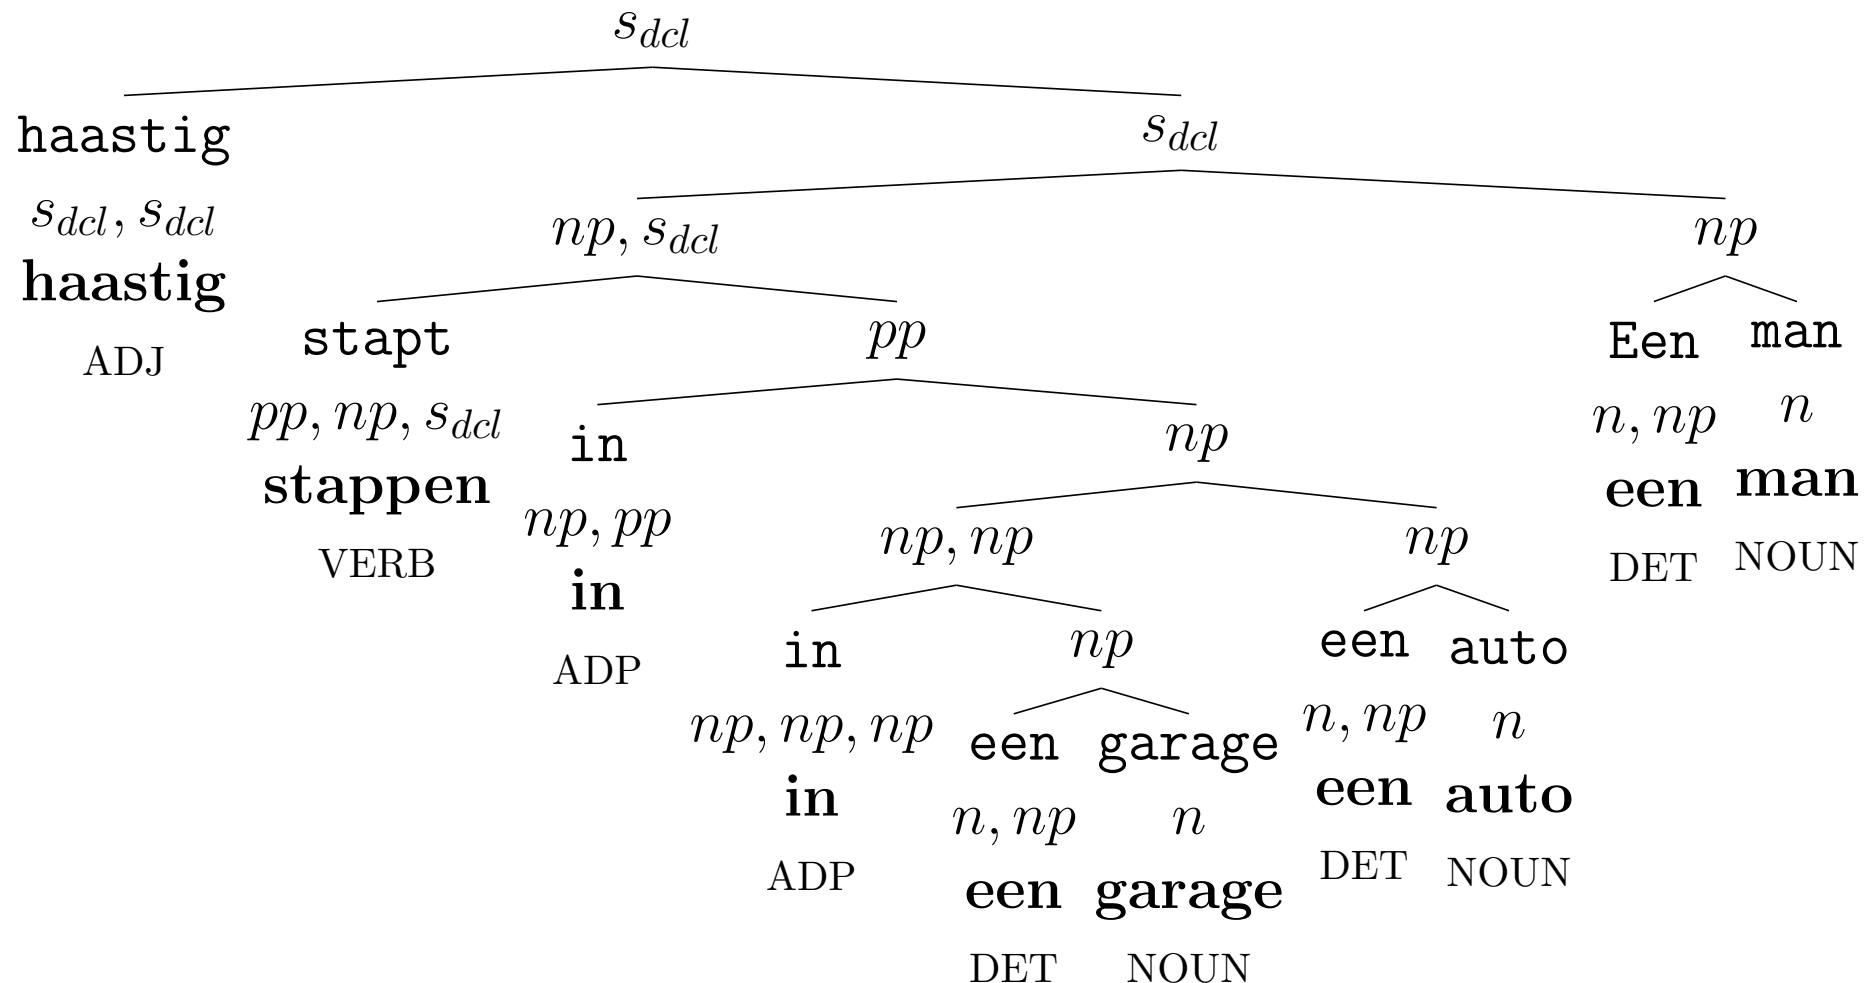 s_dcl
haastig
s_dcl, s_dcl
haastig
ADJ
s_dcl
np, s_dcl
stapt
pp, np, s_dcl
stappen
VERB
pp
in
np, pp
in
ADP
np
np, np
in
np, np, np
in
ADP
np
een
n, np
een
DET
garage
n
garage
NOUN
np
een
n, np
een
DET
auto
n
auto
NOUN
np
Een
n, np
een
DET
man
n
man
NOUN